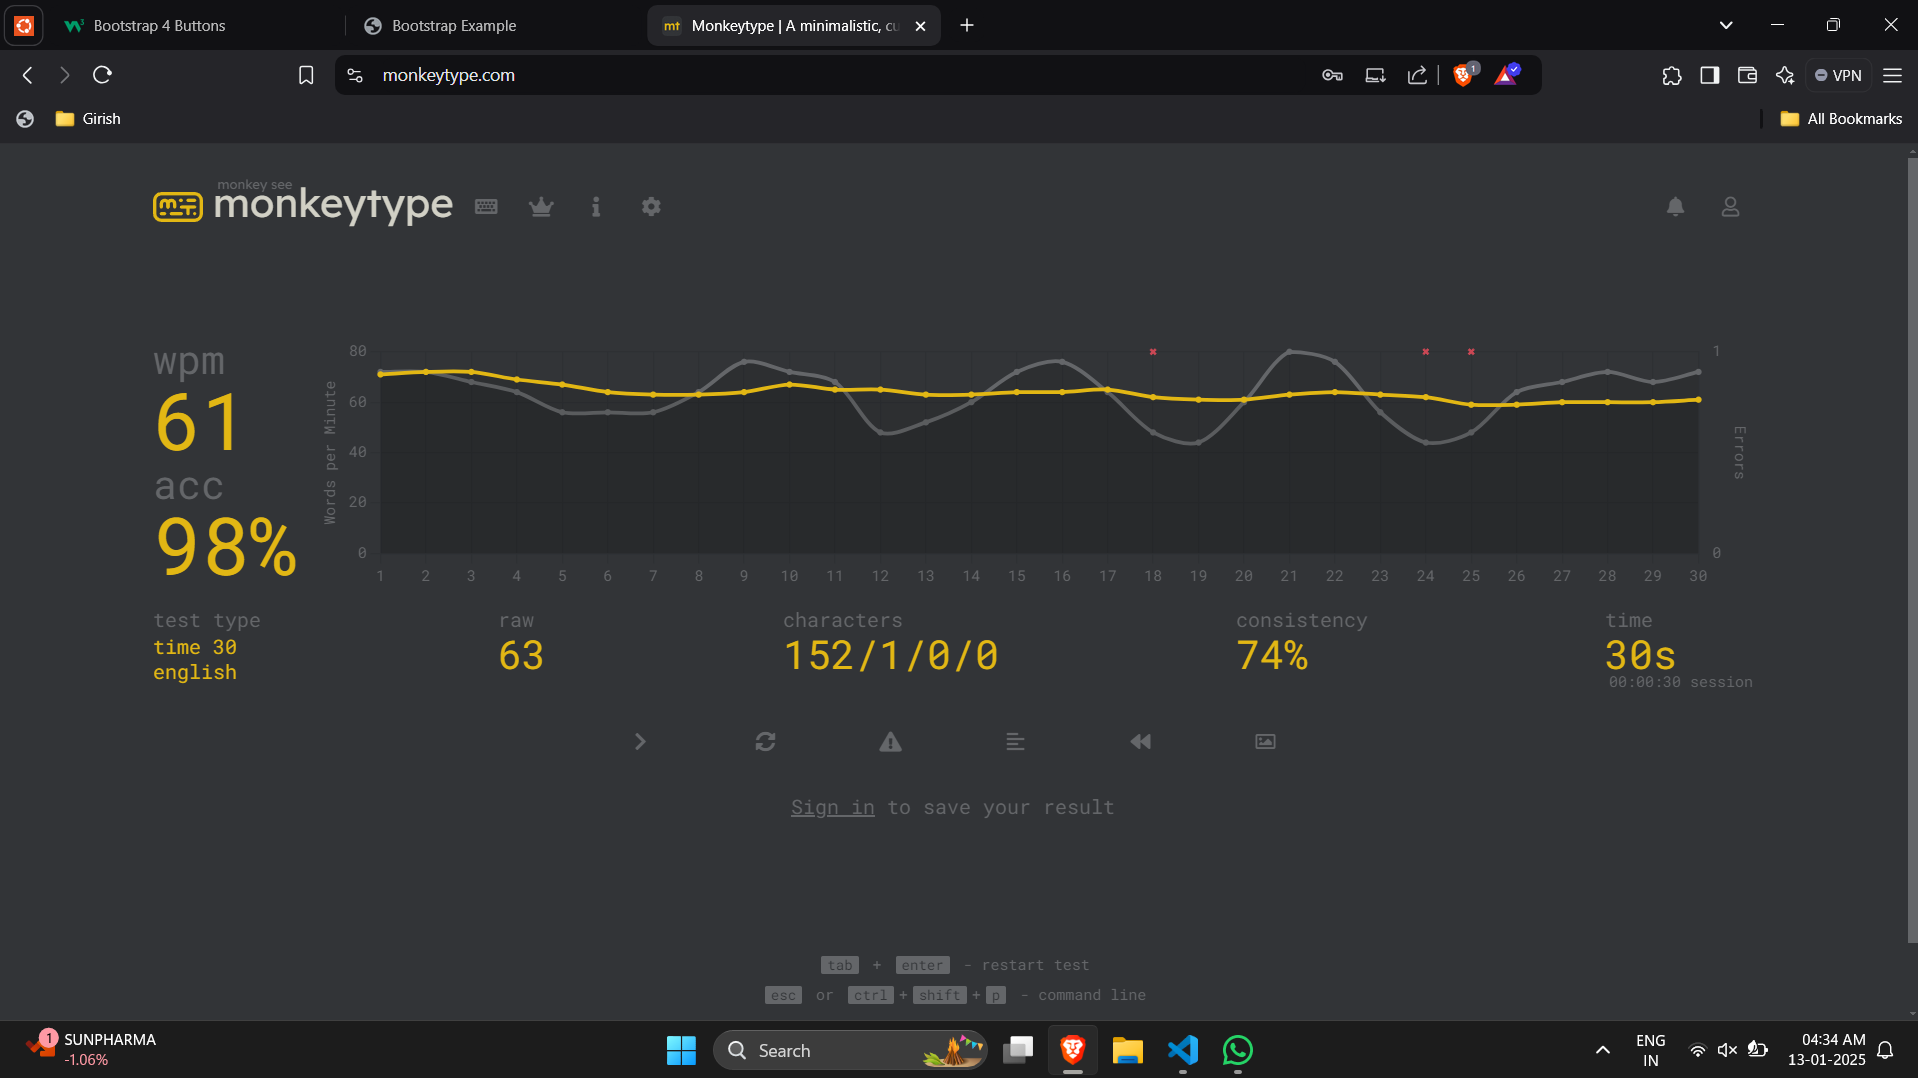 Bootstrap 4 Buttons
Bootstrap Example
mt Monkeytype | A minimalistic, cu
monkeytype.com
1
VPN
Girish
All Bookmarks
monkey see
monkeytype
wpm
61
acc
98%
Words per Minute
80
60
40
20
0
1 2 3 4 5 6 7 8 9 10 11 12 13 14 15 16 17 18 19 20 21 22 23 24 25 26 27 28 29 30
1
0
Errors
test type
time 30
english
raw
63
characters
152/1/0/0
consistency
74%
time
30s
00:00:30 session
Sign in to save your result
tab + enter - restart test
esc or ctrl + shift + p - command line
1
SUNPHARMA
-1.06%
Search
ENG
IN
04:34 AM
13-01-2025